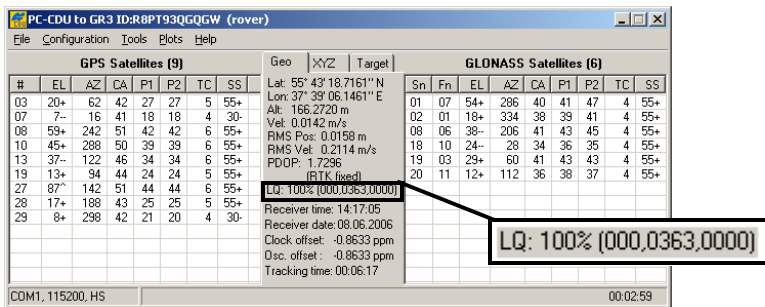 PC-CDU to GR3 ID:R8PT93QGQGW (rover)
File Configuration Tools Plots Help
GPS Satellites (9)
# EL AZ CA P1 P2 TC SS
03 20+ 62 42 27 27 5 55+
07 7-- 16 41 18 18 4 30-
08 59+ 242 51 42 42 6 55+
10 45+ 288 50 39 39 6 55+
13 37-- 122 46 34 34 6 55+
19 13+ 94 44 24 24 5 55+
27 87^ 142 51 44 44 6 55+
28 17+ 188 43 25 25 5 55+
29 8+ 298 42 21 20 4 30-
Geo XYZ Target
Lat: 55° 43' 18.7161'' N
Lon: 37° 39' 06.1461'' E
Alt: 166.2720 m
Vel: 0.0142 m/s
RMS Pos: 0.0158 m
RMS Vel: 0.2114 m/s
PDOP: 1.7296
(RTK fixed)
LQ: 100% (000,0363,0000)
Receiver time: 14:17:05
Receiver date: 08.06.2006
Clock offset: -0.8633 ppm
Osc. offset : -0.8633 ppm
Tracking time: 00:06:17
GLONASS Satellites (6)
Sn Fn EL AZ CA P1 P2 TC SS
01 07 54+ 286 40 41 47 4 55+
02 01 18+ 334 38 39 41 4 55+
08 06 38-- 206 41 43 45 4 55+
18 10 24-- 28 34 36 35 4 55+
19 03 29+ 60 41 43 43 4 55+
20 11 12+ 112 36 38 37 4 55+
LQ: 100% (000,0363,0000)
COM1, 115200, HS
00:02:59